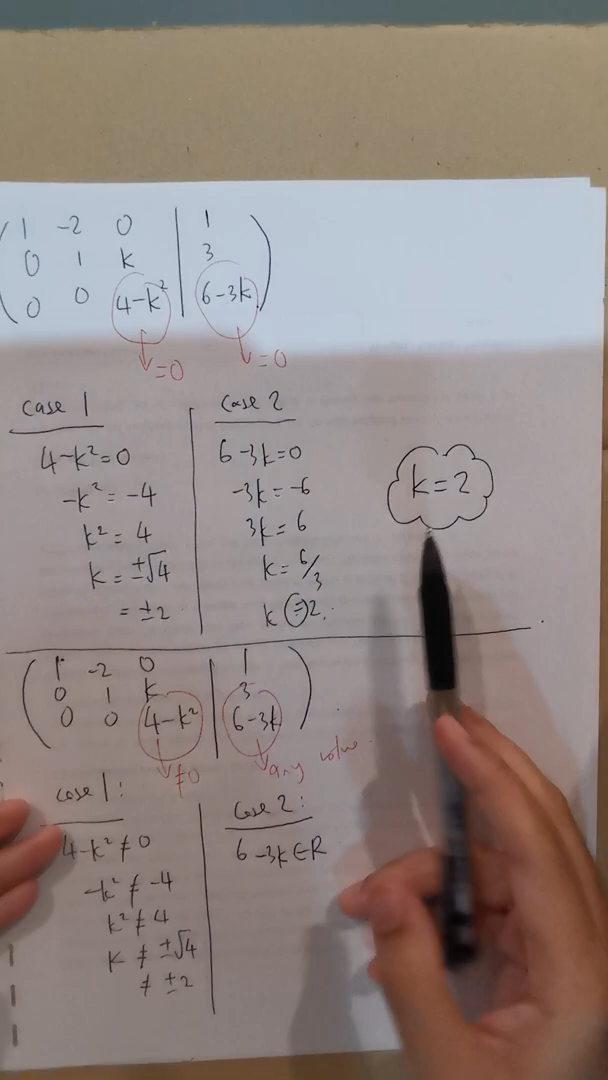 1 -2 0 | 1
0 1 k | 3
0 0 4-k² | 6-3k
=0 =0
Case 1
4-k²=0
-k²=-4
k²=4
k=±√4
=±2
Case 2
6-3k=0
-3k=-6
3k=6
k=6/3
k=2.
k=2
1 -2 0 | 1
0 1 k | 3
0 0 4-k² | 6-3k
≠0 any value
Case 1:
4-k²≠0
-k²≠-4
k²≠4
k≠±√4
≠±2
Case 2:
6-3k∈R